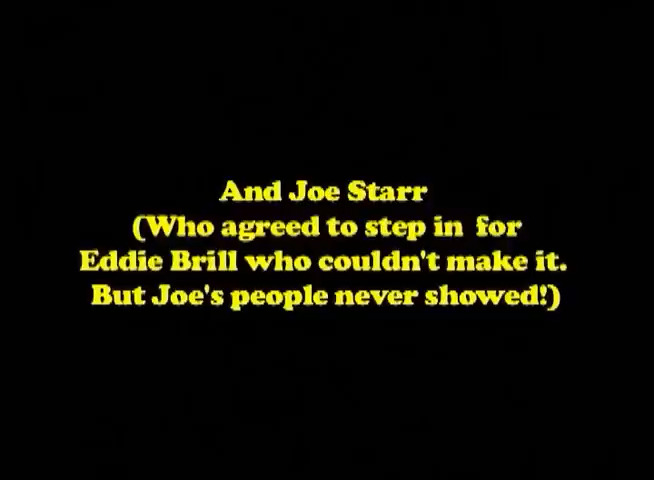 And Joe Starr
(Who agreed to step in for
Eddie Brill who couldn't make it.
But Joe's people never showed!)